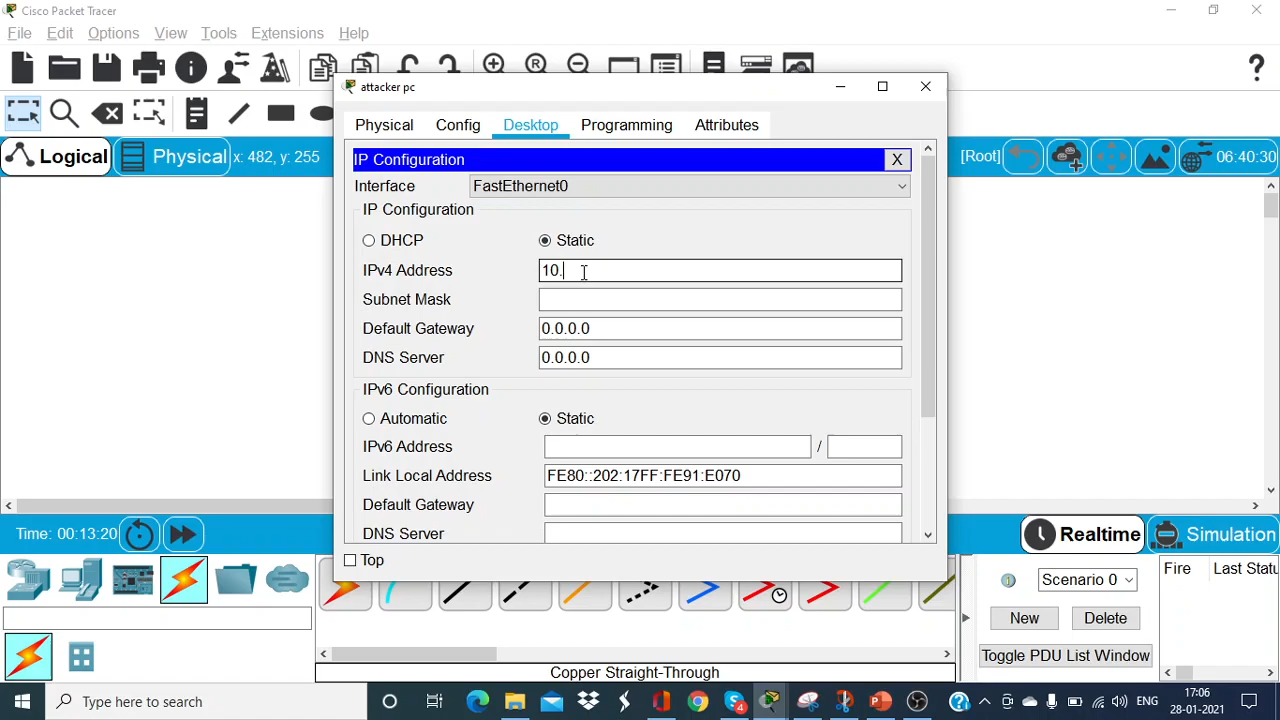 Cisco Packet Tracer
File Edit Options View Tools Extensions Help
attacker pc
Physical Config Desktop Programming Attributes
Logical Physical x: 482, y: 255
[Root] 06:40:30
IP Configuration X
Interface FastEthernet0
IP Configuration
DHCP Static
IPv4 Address 10.
Subnet Mask
Default Gateway 0.0.0.0
DNS Server 0.0.0.0
IPv6 Configuration
Automatic Static
IPv6 Address /
Link Local Address FE80::202:17FF:FE91:E070
Default Gateway
DNS Server
Top
Time: 00:13:20
Realtime Simulation
Scenario 0
Fire Last Statu
New Delete
Toggle PDU List Window
Copper Straight-Through
Type here to search
ENG 17:06
28-01-2021